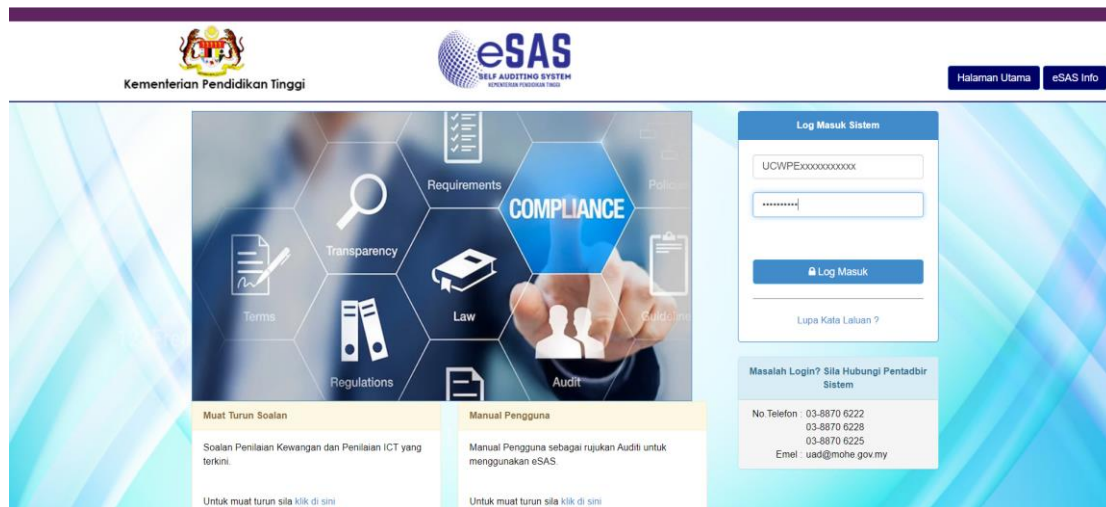 Kementerian Pendidikan Tinggi
eSAS
SELF AUDITING SYSTEM
KEMENTERIAN PENDIDIKAN TINGGI
Halaman Utama
eSAS Info
Requirements
COMPLIANCE
Transparency
Terms
Law
Regulations
Audit
Log Masuk Sistem
UCWPExxxxxxxxxxx
Log Masuk
Lupa Kata Laluan ?
Masalah Login? Sila Hubungi Pentadbir
Sistem
No.Telefon : 03-8870 6222
03-8870 6228
03-8870 6225
Emel : uad@mohe.gov.my
Muat Turun Soalan
Soalan Penilaian Kewangan dan Penilaian ICT yang
terkini.
Untuk muat turun sila klik di sini
Manual Pengguna
Manual Pengguna sebagai rujukan Auditi untuk
menggunakan eSAS.
Untuk muat turun sila klik di sini